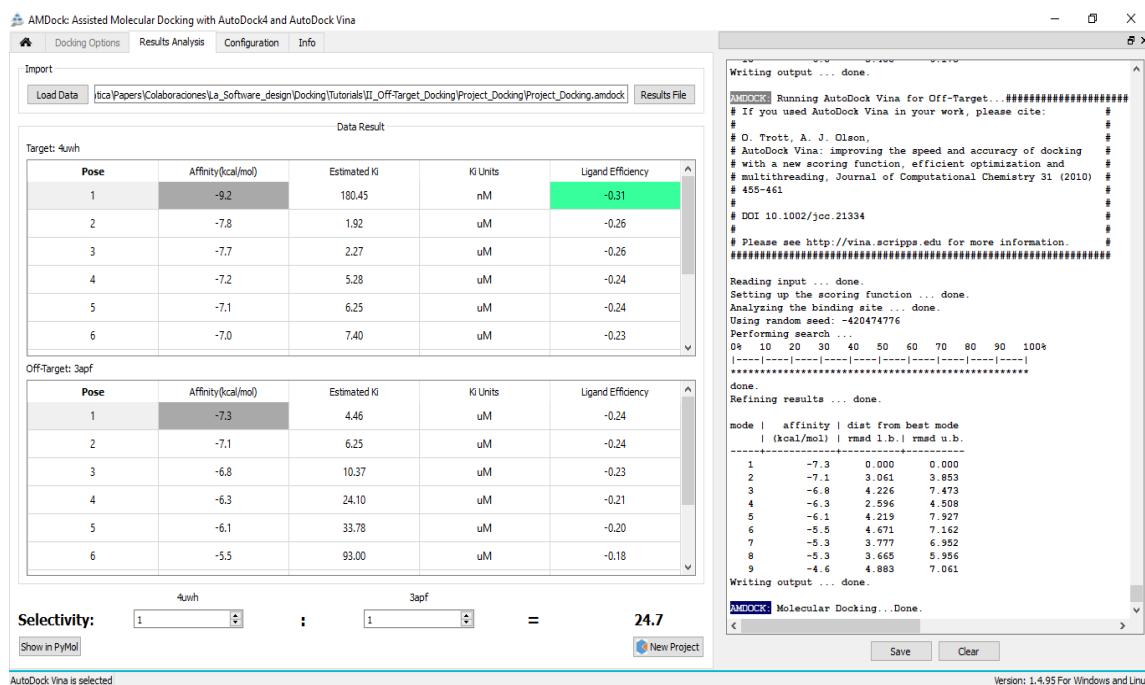 AMDock: Assisted Molecular Docking with AutoDock4 and AutoDock Vina
Docking Options Results Analysis Configuration Info
Import
Load Data tica\Papers\Colaboraciones\La_Software_design\Docking\Tutorials\II_Off-Target_Docking\Project_Docking\Project_Docking.amdock Results File
Data Result
Target: 4uwh
Pose Affinity(kcal/mol) Estimated Ki Ki Units Ligand Efficiency
1 -9.2 180.45 nM -0.31
2 -7.8 1.92 uM -0.26
3 -7.7 2.27 uM -0.26
4 -7.2 5.28 uM -0.24
5 -7.1 6.25 uM -0.24
6 -7.0 7.40 uM -0.23
Off-Target: 3apf
Pose Affinity(kcal/mol) Estimated Ki Ki Units Ligand Efficiency
1 -7.3 4.46 uM -0.24
2 -7.1 6.25 uM -0.24
3 -6.8 10.37 uM -0.23
4 -6.3 24.10 uM -0.21
5 -6.1 33.78 uM -0.20
6 -5.5 93.00 uM -0.18
4uwh 3apf
Selectivity: 1 : 1 = 24.7
Show in PyMol New Project
AutoDock Vina is selected
Writing output ... done.
AMDOCK: Running AutoDock Vina for Off-Target...#####################
# If you used AutoDock Vina in your work, please cite: #
# #
# O. Trott, A. J. Olson, #
# AutoDock Vina: improving the speed and accuracy of docking #
# with a new scoring function, efficient optimization and #
# multithreading, Journal of Computational Chemistry 31 (2010) #
# 455-461 #
# #
# DOI 10.1002/jcc.21334 #
# #
# Please see http://vina.scripps.edu for more information. #
#################################################################
Reading input ... done.
Setting up the scoring function ... done.
Analyzing the binding site ... done.
Using random seed: -420474776
Performing search ...
0% 10 20 30 40 50 60 70 80 90 100%
|----|----|----|----|----|----|----|----|----|----|
***************************************************
done.
Refining results ... done.
mode | affinity | dist from best mode
| (kcal/mol) | rmsd l.b.| rmsd u.b.
-----+------------+----------+----------
1 -7.3 0.000 0.000
2 -7.1 3.061 3.853
3 -6.8 4.226 7.473
4 -6.3 2.596 4.508
5 -6.1 4.219 7.927
6 -5.5 4.671 7.162
7 -5.3 3.777 6.952
8 -5.3 3.665 5.956
9 -4.6 4.883 7.061
Writing output ... done.
AMDOCK: Molecular Docking...Done.
Save Clear
Version: 1.4.95 For Windows and Linu